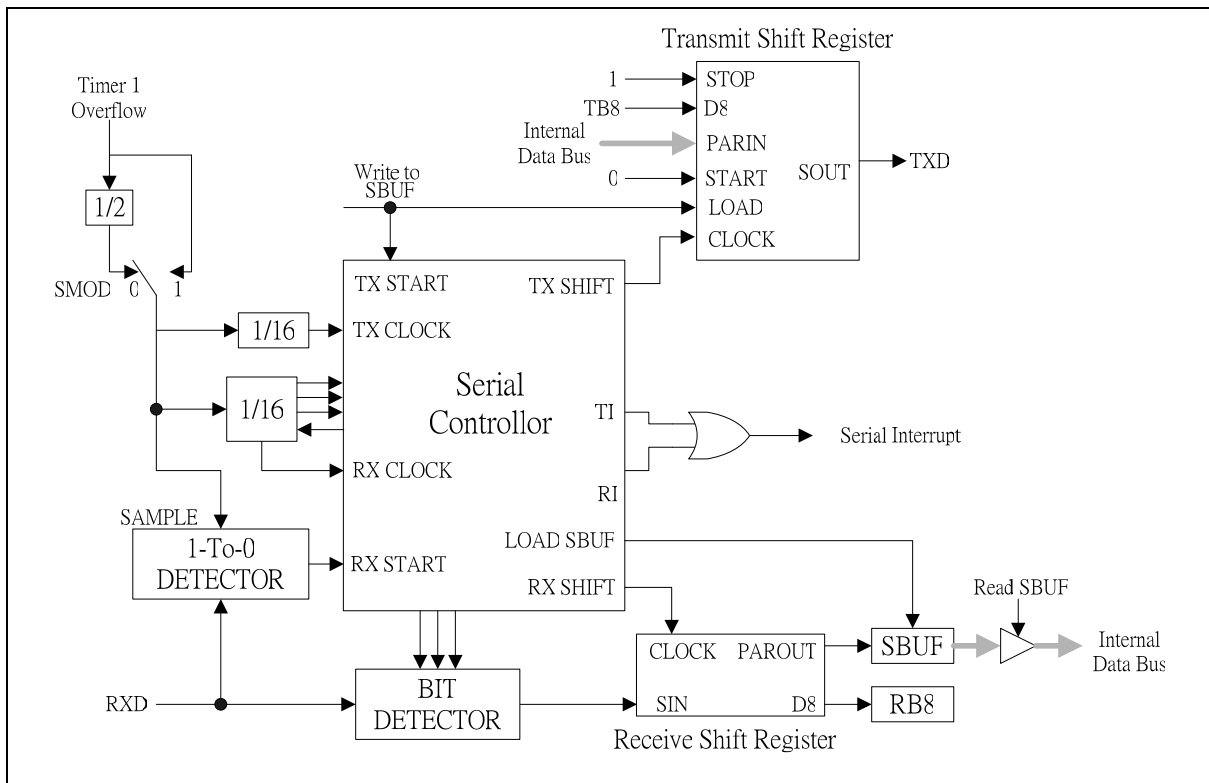 Transmit Shift Register
Timer 1
Overflow
1
STOP
TB8
D8
Internal
Data Bus
PARIN
SOUT
TXD
0
START
Write to
SBUF
LOAD
CLOCK
1/2
SMOD
0
1
TX START
TX SHIFT
1/16
TX CLOCK
Serial
Controllor
1/16
TI
Serial Interrupt
RX CLOCK
RI
SAMPLE
1-To-0
DETECTOR
RX START
LOAD SBUF
RX SHIFT
Read SBUF
CLOCK
PAROUT
SBUF
Internal
Data Bus
RXD
BIT
DETECTOR
SIN
D8
RB8
Receive Shift Register